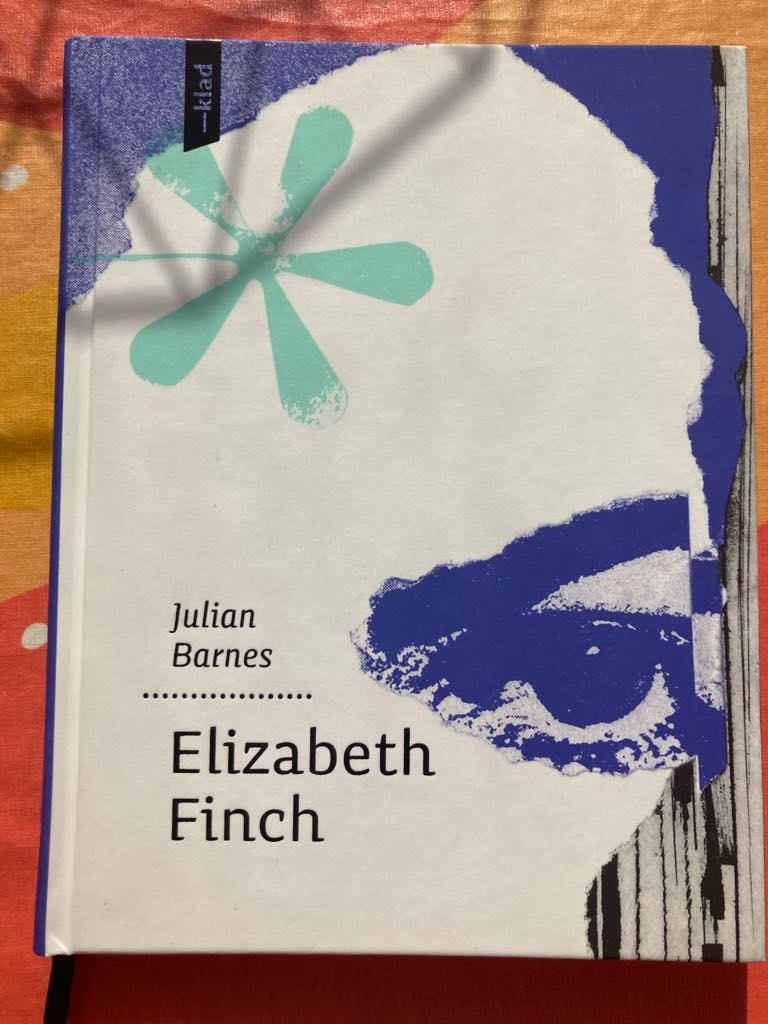 —klad
Julian
Barnes
Elizabeth
Finch